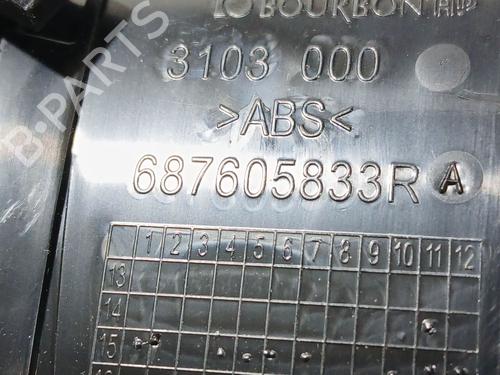 BOURBON
3103 000
>ABS<
687605833R A
1 2 3 4 5 6 7 8 9 10 11 12
13
14
15
B-PARTS